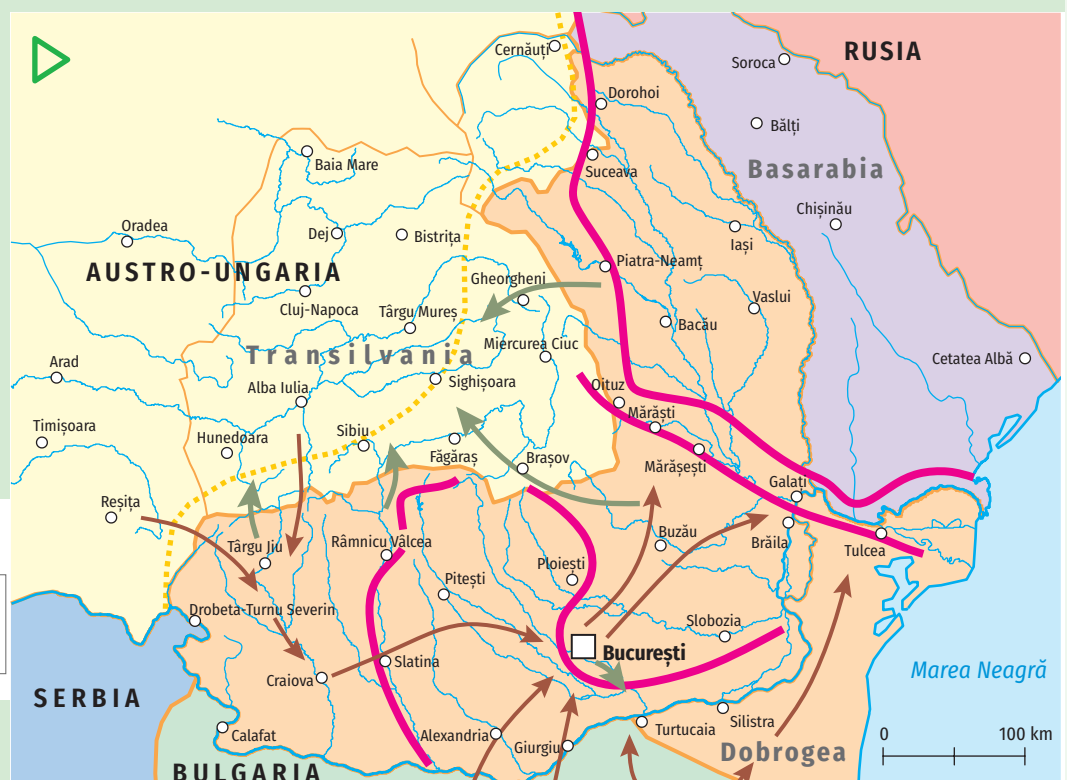 Cernăuți
Soroca
RUSIA
Dorohoi
Bălți
Baia Mare
Suceava
Basarabia
Chișinău
Oradea
Dej
Bistrița
Iași
Piatra-Neamț
AUSTRO-UNGARIA
Gheorgheni
Cluj-Napoca
Târgu Mureș
Vaslui
Bacău
Miercurea Ciuc
Transilvania
Cetatea Albă
Arad
Sighișoara
Oituz
Alba Iulia
Mărăști
Timișoara
Hunedoara
Sibiu
Făgăraș
Brașov
Mărășești
Galați
Reșița
Râmnicu Vâlcea
Buzău
Brăila
Târgu Jiu
Tulcea
Ploiești
Pitești
Drobeta-Turnu Severin
Slobozia
București
Slatina
Marea Neagră
Craiova
SERBIA
Silistra
Calafat
Alexandria
Giurgiu
Turtucaia
Dobrogea
0 100 km
BULGARIA